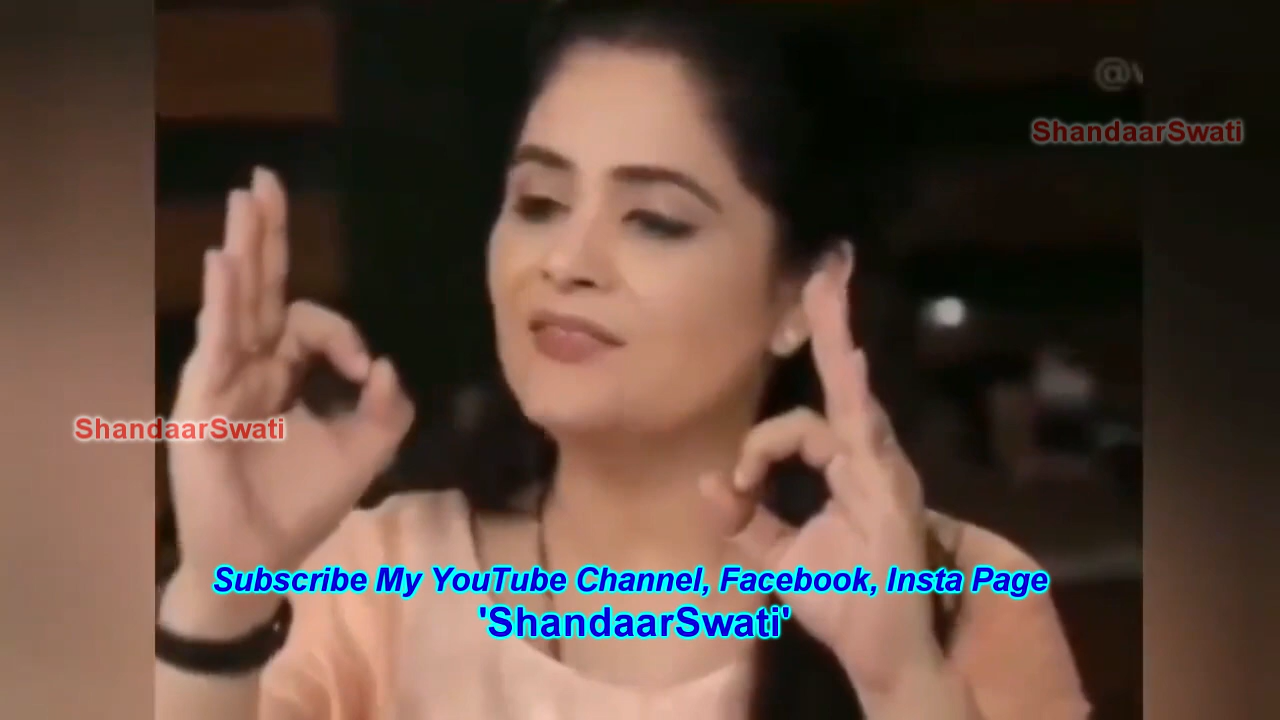 @v
ShandaarSwati
ShandaarSwati
Subscribe My YouTube Channel, Facebook, Insta Page
'ShandaarSwati'